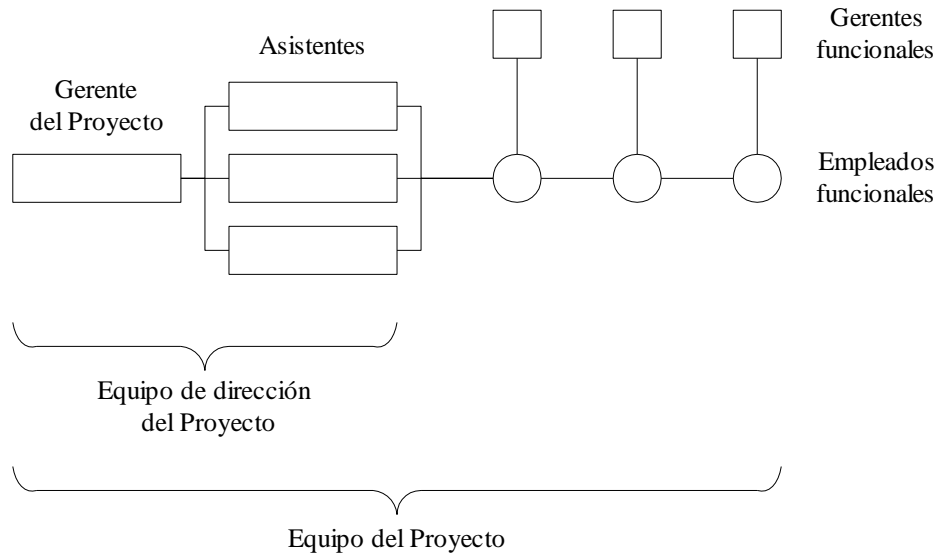 Gerente
del Proyecto
Asistentes
Gerentes
funcionales
Empleados
funcionales
Equipo de dirección
del Proyecto
Equipo del Proyecto